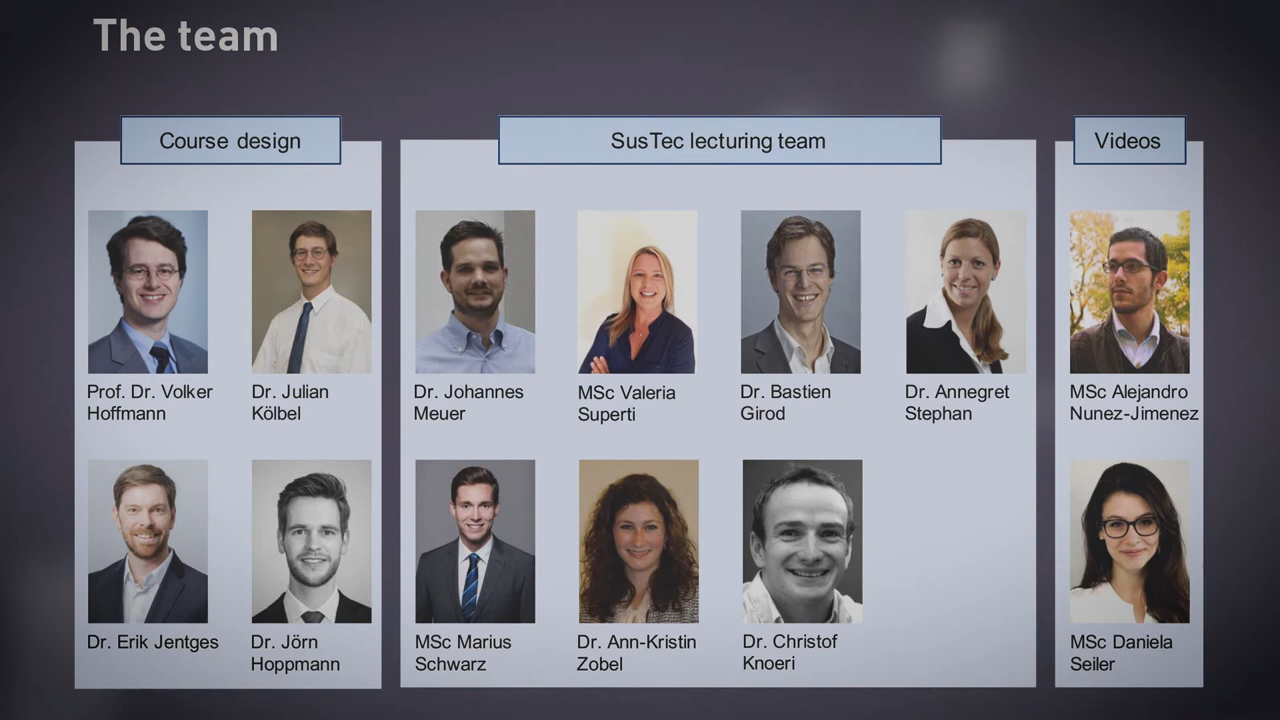 The team
Course design
SusTec lecturing team
Videos
Prof. Dr. Volker
Hoffmann
Dr. Julian
Kölbel
Dr. Johannes
Meuer
MSc Valeria
Superti
Dr. Bastien
Girod
Dr. Annegret
Stephan
MSc Alejandro
Nunez-Jimenez
Dr. Erik Jentges
Dr. Jörn
Hoppmann
MSc Marius
Schwarz
Dr. Ann-Kristin
Zobel
Dr. Christof
Knoeri
MSc Daniela
Seiler